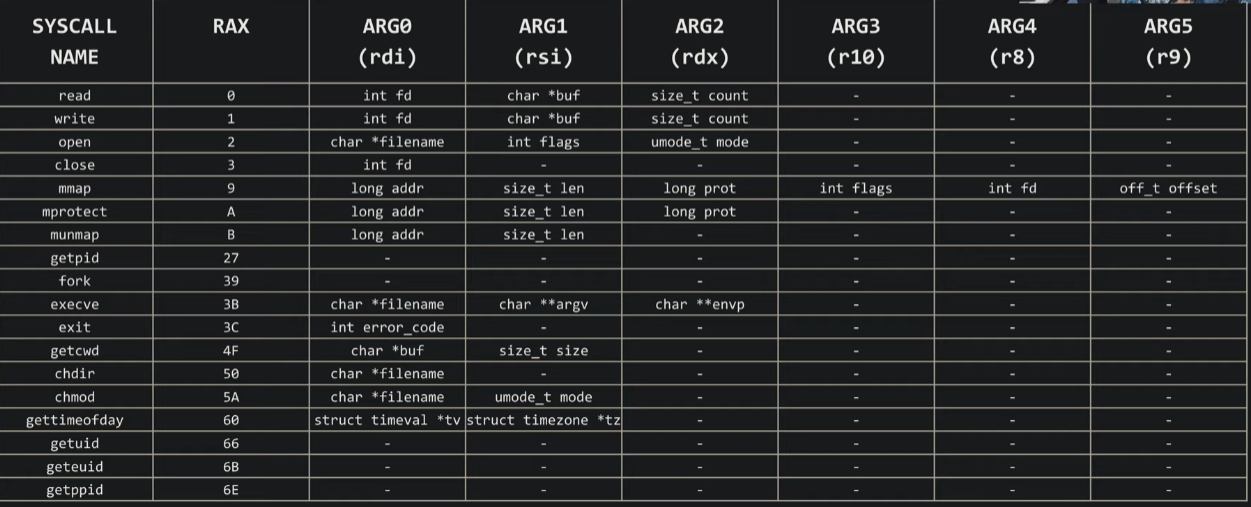 SYSCALL NAME RAX ARG0 (rdi) ARG1 (rsi) ARG2 (rdx) ARG3 (r10) ARG4 (r8) ARG5 (r9)
read 0 int fd char *buf size_t count - - -
write 1 int fd char *buf size_t count - - -
open 2 char *filename int flags umode_t mode - - -
close 3 int fd - - - - -
mmap 9 long addr size_t len long prot int flags int fd off_t offset
mprotect A long addr size_t len long prot - - -
munmap B long addr size_t len - - - -
getpid 27 - - - - - -
fork 39 - - - - - -
execve 3B char *filename char **argv char **envp - - -
exit 3C int error_code - - - - -
getcwd 4F char *buf size_t size - - - -
chdir 50 char *filename - - - - -
chmod 5A char *filename umode_t mode - - - -
gettimeofday 60 struct timeval *tv struct timezone *tz - - - -
getuid 66 - - - - - -
geteuid 6B - - - - - -
getppid 6E - - - - - -